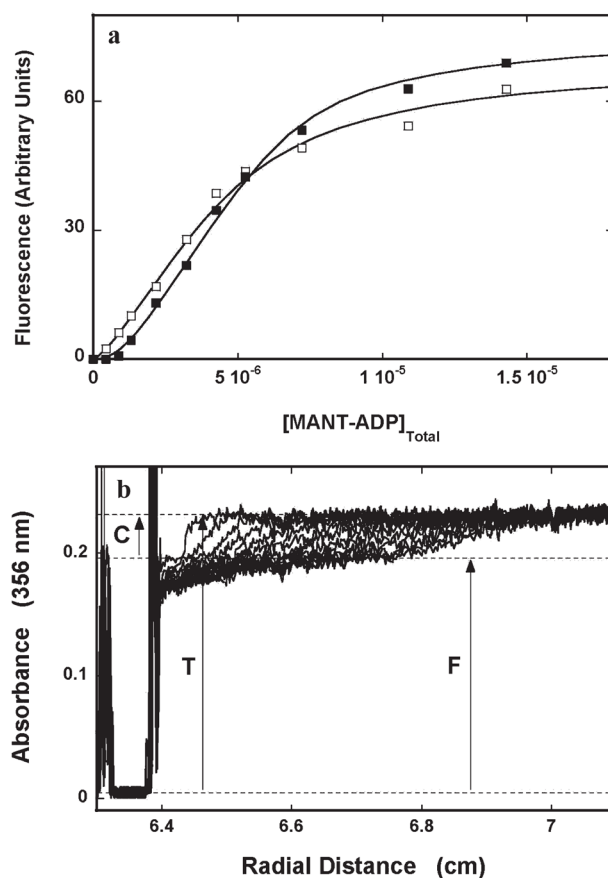 a
Fluorescence (Arbitrary Units)
60
30
0
0
5 10-6
1 10-5
1.5 10-5
[MANT-ADP]Total
b
Absorbance (356 nm)
0.2
0.1
0
C
T
F
6.4
6.6
6.8
7
Radial Distance (cm)